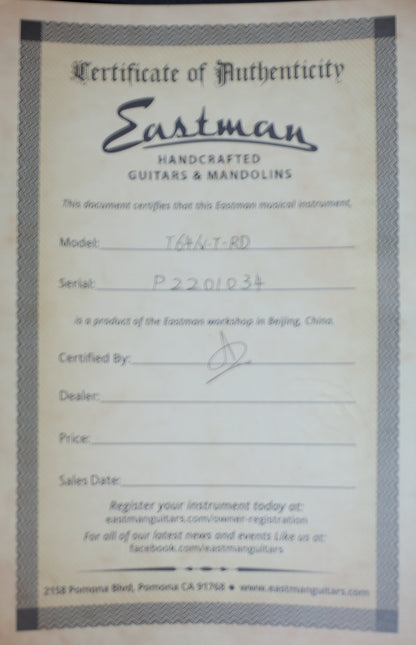 Certificate of Authenticity
Eastman
HANDCRAFTED
GUITARS & MANDOLINS
This document certifies that this Eastman musical instrument,
Model: T64/v-T-RD
Serial: P2201034
is a product of the Eastman workshop in Beijing, China.
Certified By:
Dealer:
Price:
Sales Date:
Register your instrument today at:
eastmanguitars.com/owner-registration
For all of our latest news and events Like us at:
facebook.com/eastmanguitars
2158 Pomona Blvd, Pomona CA 91768 ● www.eastmanguitars.com